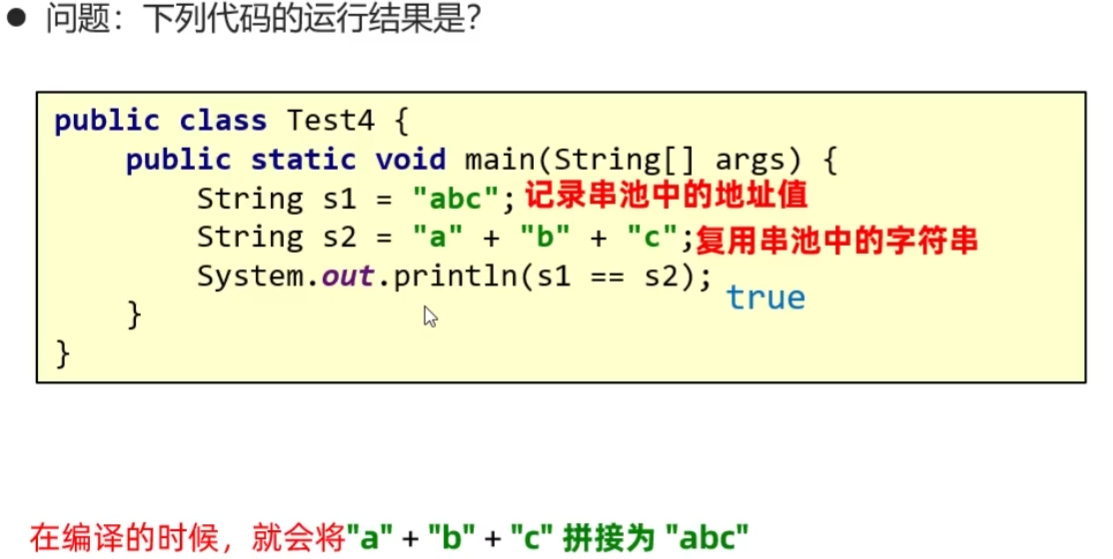 ● 问题：下列代码的运行结果是？
public class Test4 {
public static void main(String[] args) {
String s1 = "abc"; 记录串池中的地址值
String s2 = "a" + "b" + "c";复用串池中的字符串
System.out.println(s1 == s2); true
}
}
在编译的时候，就会将"a" + "b" + "c" 拼接为 "abc"